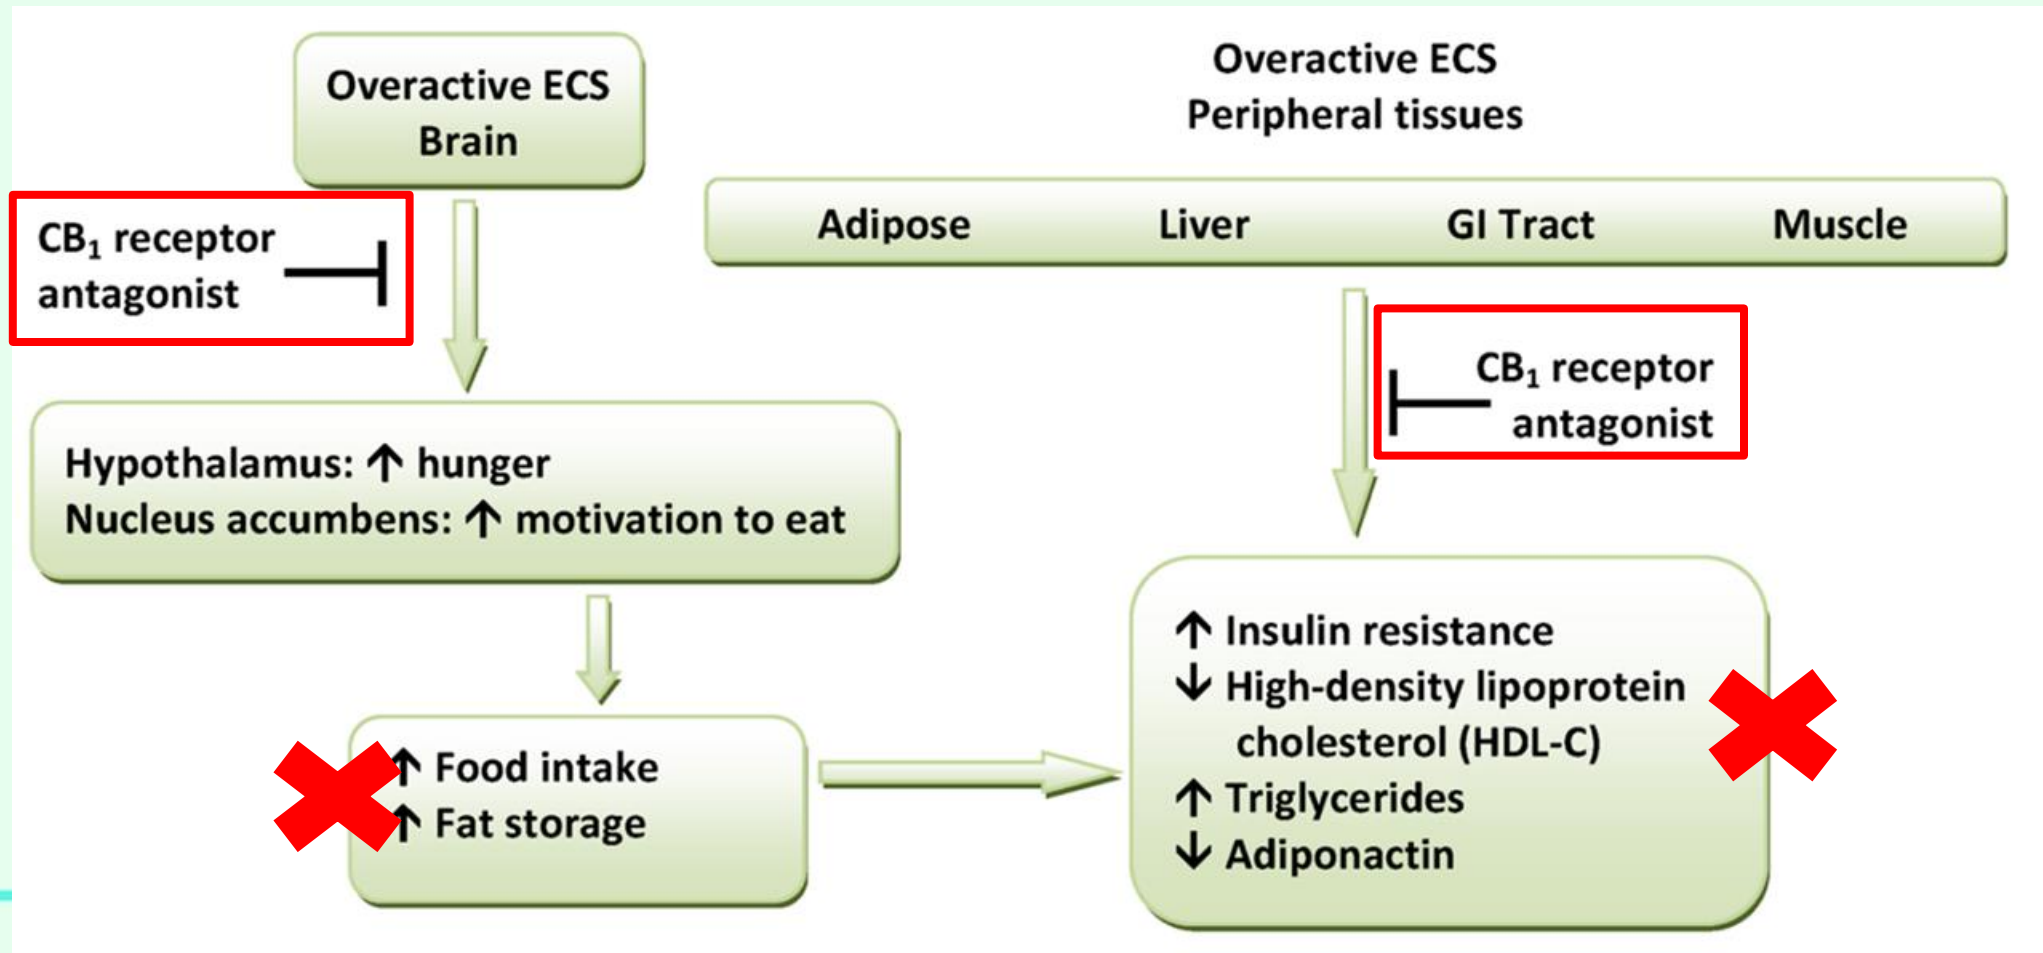 Overactive ECS
Brain
CB₁ receptor
antagonist
Hypothalamus: ↑ hunger
Nucleus accumbens: ↑ motivation to eat
↑ Food intake
↑ Fat storage
Overactive ECS
Peripheral tissues
Adipose Liver GI Tract Muscle
CB₁ receptor
antagonist
↑ Insulin resistance
↓ High-density lipoprotein
cholesterol (HDL-C)
↑ Triglycerides
↓ Adiponactin